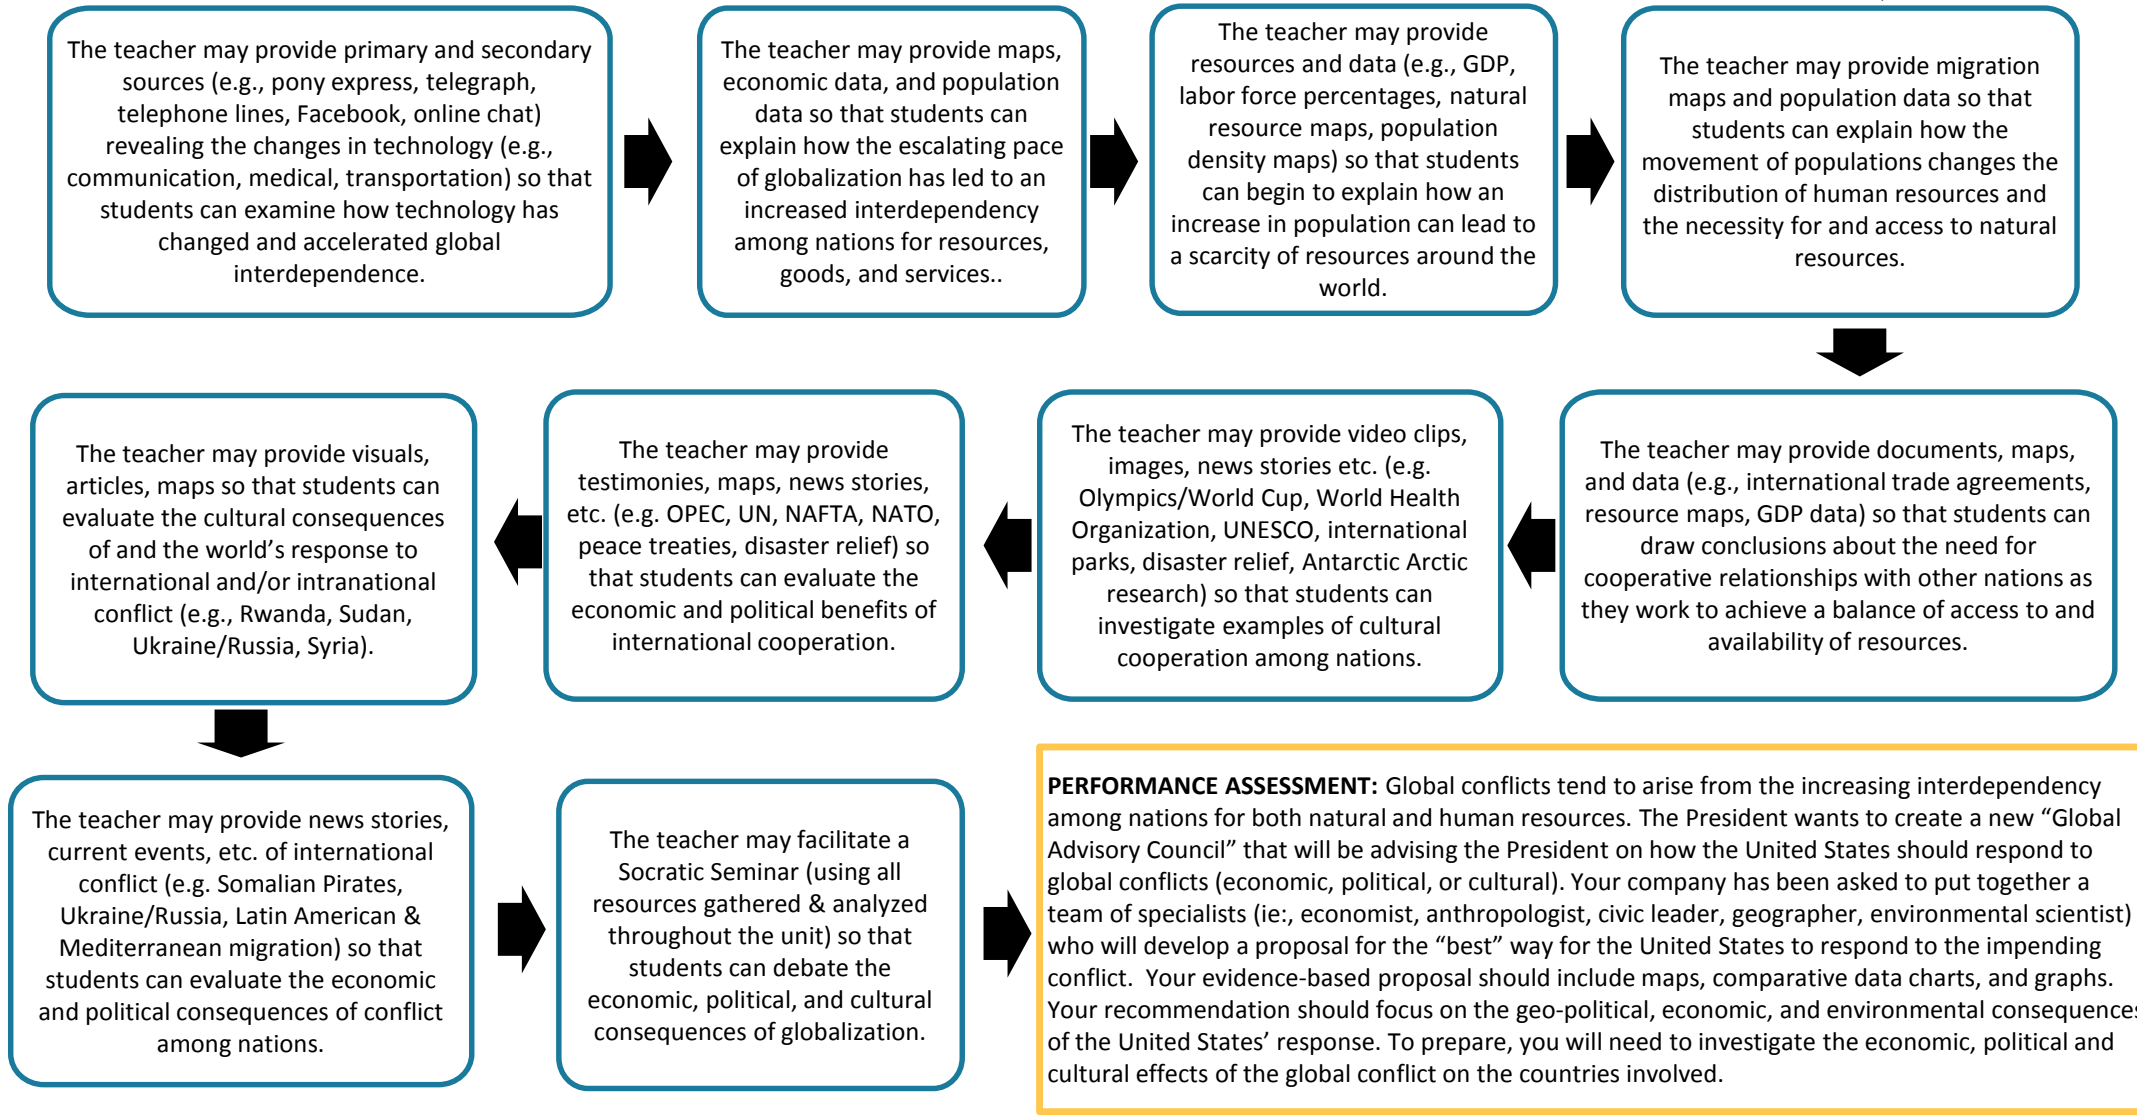 The teacher may provide primary and secondary
sources (e.g., pony express, telegraph,
telephone lines, Facebook, online chat)
revealing the changes in technology (e.g.,
communication, medical, transportation) so that
students can examine how technology has
changed and accelerated global
interdependence.
The teacher may provide maps,
economic data, and population
data so that students can
explain how the escalating pace
of globalization has led to an
increased interdependency
among nations for resources,
goods, and services..
The teacher may provide
resources and data (e.g., GDP,
labor force percentages, natural
resource maps, population
density maps) so that students
can begin to explain how an
increase in population can lead to
a scarcity of resources around the
world.
The teacher may provide migration
maps and population data so that
students can explain how the
movement of populations changes the
distribution of human resources and
the necessity for and access to natural
resources.
The teacher may provide documents, maps,
and data (e.g., international trade agreements,
resource maps, GDP data) so that students can
draw conclusions about the need for
cooperative relationships with other nations as
they work to achieve a balance of access to and
availability of resources.
The teacher may provide video clips,
images, news stories etc. (e.g.
Olympics/World Cup, World Health
Organization, UNESCO, international
parks, disaster relief, Antarctic Arctic
research) so that students can
investigate examples of cultural
cooperation among nations.
The teacher may provide
testimonies, maps, news stories,
etc. (e.g. OPEC, UN, NAFTA, NATO,
peace treaties, disaster relief) so
that students can evaluate the
economic and political benefits of
international cooperation.
The teacher may provide visuals,
articles, maps so that students can
evaluate the cultural consequences
of and the world’s response to
international and/or intranational
conflict (e.g., Rwanda, Sudan,
Ukraine/Russia, Syria).
The teacher may provide news stories,
current events, etc. of international
conflict (e.g. Somalian Pirates,
Ukraine/Russia, Latin American &
Mediterranean migration) so that
students can evaluate the economic
and political consequences of conflict
among nations.
The teacher may facilitate a
Socratic Seminar (using all
resources gathered & analyzed
throughout the unit) so that
students can debate the
economic, political, and cultural
consequences of globalization.
PERFORMANCE ASSESSMENT: Global conflicts tend to arise from the increasing interdependency
among nations for both natural and human resources. The President wants to create a new “Global
Advisory Council” that will be advising the President on how the United States should respond to
global conflicts (economic, political, or cultural). Your company has been asked to put together a
team of specialists (ie:, economist, anthropologist, civic leader, geographer, environmental scientist)
who will develop a proposal for the “best” way for the United States to respond to the impending
conflict. Your evidence-based proposal should include maps, comparative data charts, and graphs.
Your recommendation should focus on the geo-political, economic, and environmental consequences
of the United States’ response. To prepare, you will need to investigate the economic, political and
cultural effects of the global conflict on the countries involved.